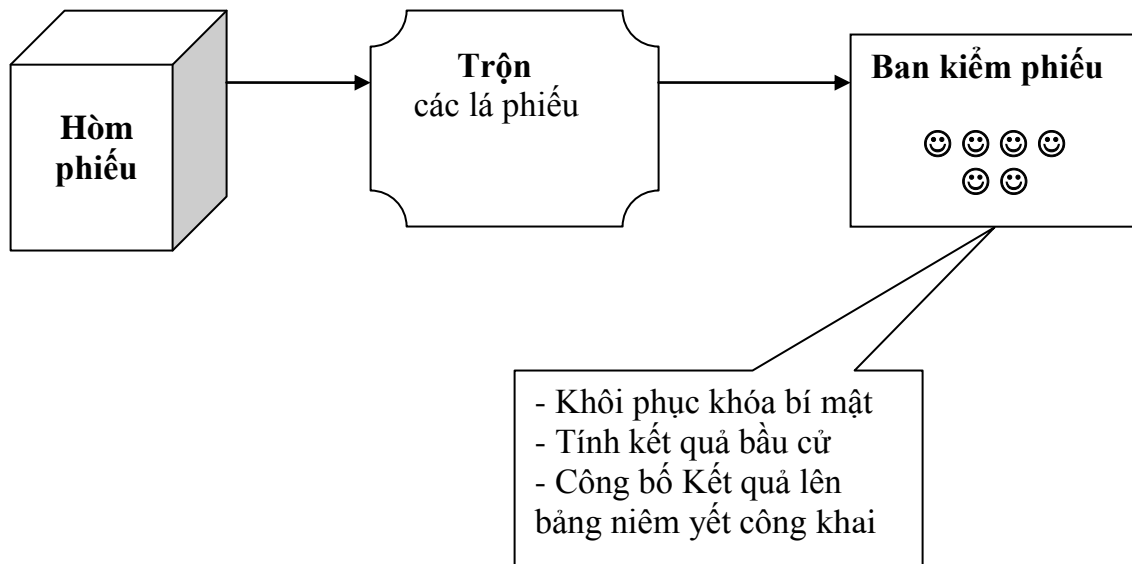 Hòm
phiếu
Trộn
các lá phiếu
Ban kiểm phiếu
- Khôi phục khóa bí mật
- Tính kết quả bầu cử
- Công bố Kết quả lên
bảng niêm yết công khai